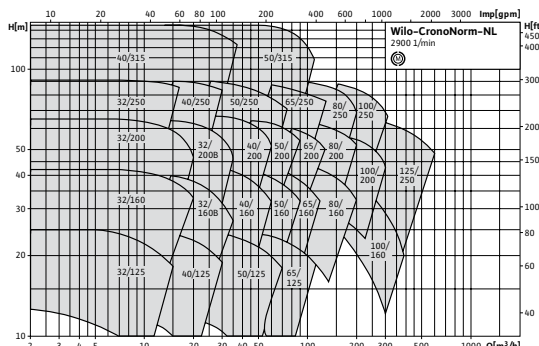 10 20 40 60 80 100 200 400 600 1000 2000 3000 Imp[gpm]
H[m] H[ft]
Wilo-CronoNorm-NL
2900 1/min
M
450
400
40/315 50/315
100
300
32/250 40/250 50/250 65/250 80/250 100/250
200
32/200 32/200B 40/200 50/200 65/200 80/200
50
150
40
100/200 125/250
32/160 32/160B 40/160 50/160 65/160 80/160
30
100
80
100/160
20
60
32/125 40/125 50/125 65/125
40
10
2 3 4 5 10 20 30 40 50 100 200 300 500 1000 Q[m³/h]